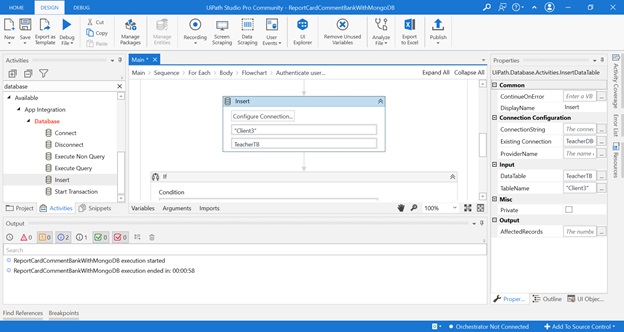 UiPath Studio Pro Community - ReportCardCommentBankWithMongoDB
HOME
DESIGN
DEBUG
New
Save
Export as Template
Debug File
Cut
Copy
Paste
Manage Packages
Manage Entities
Recording
Screen Scraping
Data Scraping
User Events
UI Explorer
Remove Unused Variables
Analyze File
Export to Excel
Publish
Activities
database
Available
App Integration
Database
Connect
Disconnect
Execute Non Query
Execute Query
Insert
Start Transaction
Project
Activities
Snippets
Main *
Main
Sequence
For Each
Body
Flowchart
Authenticate user...
Expand All
Collapse All
Insert
Configure Connection...
"Client3"
TeacherTB
If
Condition
Variables
Arguments
Imports
100%
Properties
UiPath.Database.Activities.InsertDataTable
Common
ContinueOnError
Enter a VB
DisplayName
Insert
Connection Configuration
ConnectionString
The connec
Existing Connection
TeacherDB
ProviderName
The name
Input
DataTable
TeacherTB
TableName
"Client3"
Misc
Private
Output
AffectedRecords
The numbe
Proper...
Outline
UI Objec...
Activity Coverage
Error List
Resources
Output
0
0
2
1
0
0
Search
ReportCardCommentBankWithMongoDB execution started
ReportCardCommentBankWithMongoDB execution ended in: 00:00:58
Find References
Breakpoints
Orchestrator Not Connected
Add To Source Control